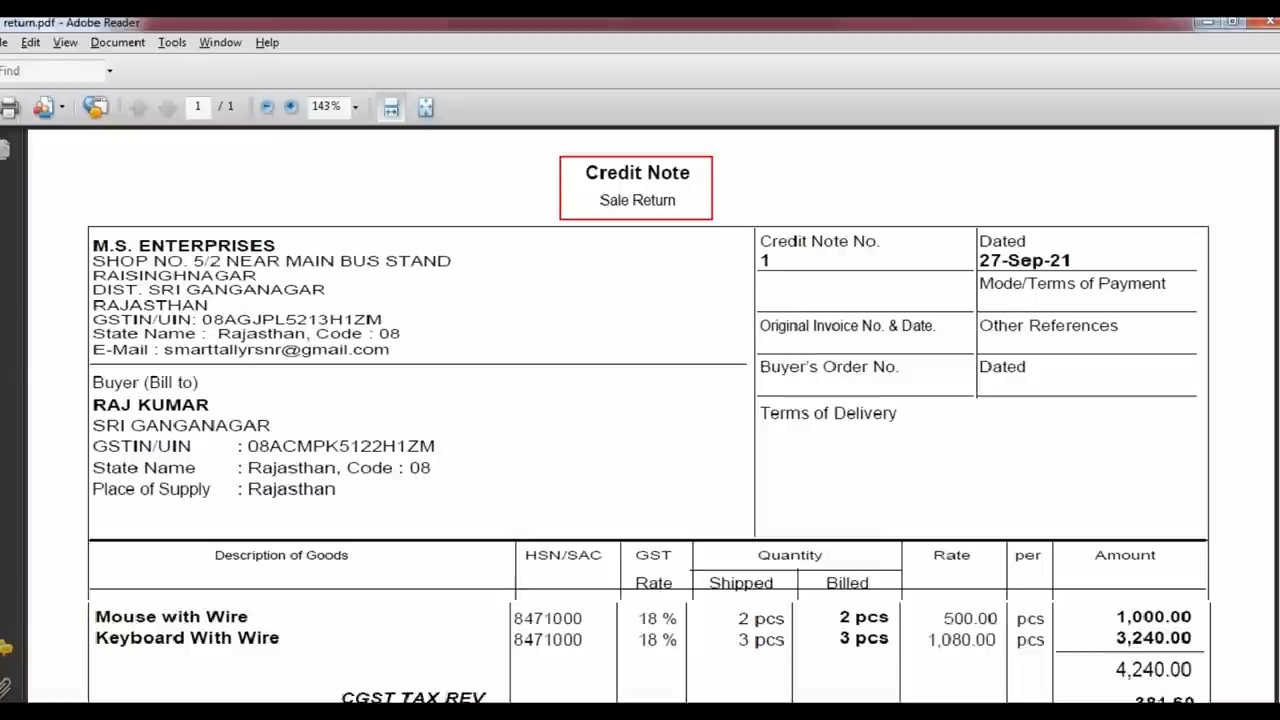 return.pdf - Adobe Reader
Edit View Document Tools Window Help
Find
1 / 1 143%
Credit Note
Sale Return
M.S. ENTERPRISES
SHOP NO. 5/2 NEAR MAIN BUS STAND
RAISINGHNAGAR
DIST. SRI GANGANAGAR
RAJASTHAN
GSTIN/UIN: 08AGJPL5213H1ZM
State Name : Rajasthan, Code : 08
E-Mail : smarttallyrsnr@gmail.com
Credit Note No.
1
Dated
27-Sep-21
Mode/Terms of Payment
Original Invoice No. & Date.
Other References
Buyer's Order No.
Dated
Terms of Delivery
Buyer (Bill to)
RAJ KUMAR
SRI GANGANAGAR
GSTIN/UIN : 08ACMPK5122H1ZM
State Name : Rajasthan, Code : 08
Place of Supply : Rajasthan
Description of Goods HSN/SAC GST Rate Quantity Rate per Amount
Shipped Billed
Mouse with Wire 8471000 18 % 2 pcs 2 pcs 500.00 pcs 1,000.00
Keyboard With Wire 8471000 18 % 3 pcs 3 pcs 1,080.00 pcs 3,240.00
4,240.00
CGST TAX REV 381.60